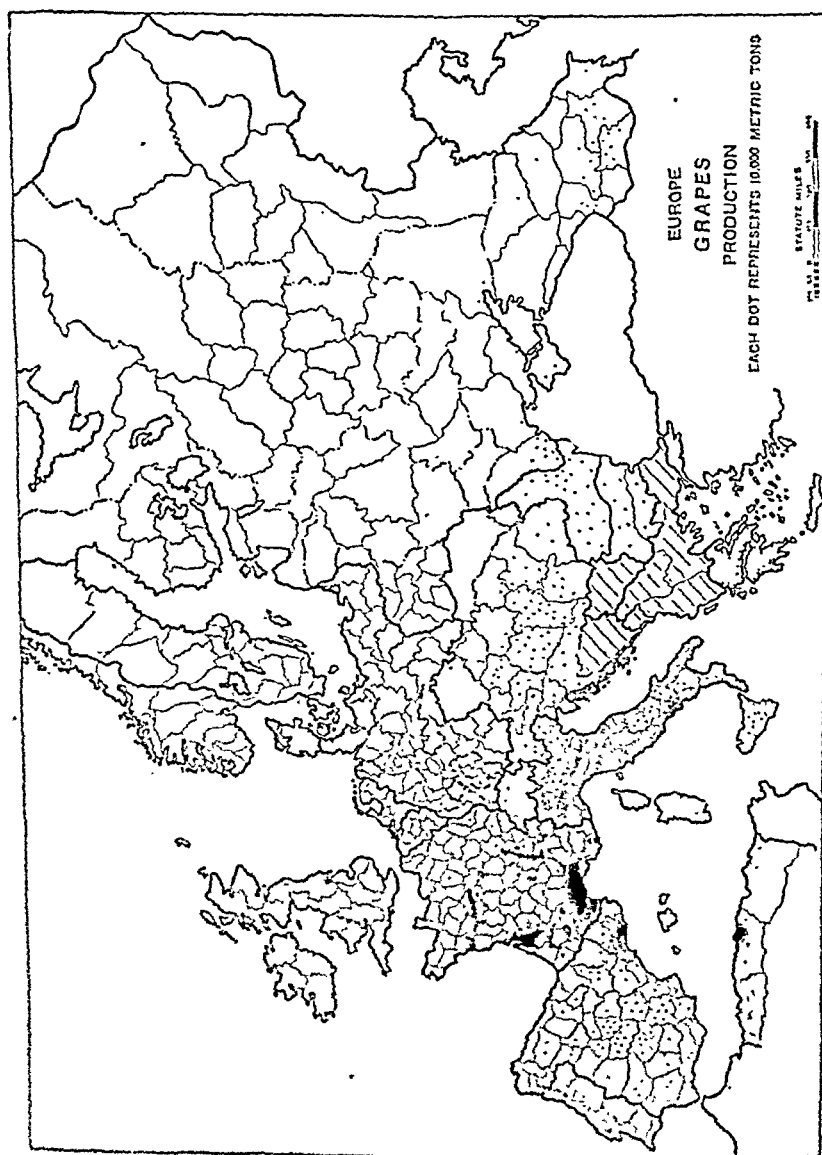 EUROPE
GRAPES
PRODUCTION
EACH DOT REPRESENTS 10,000 METRIC TONS
STATUTE MILES